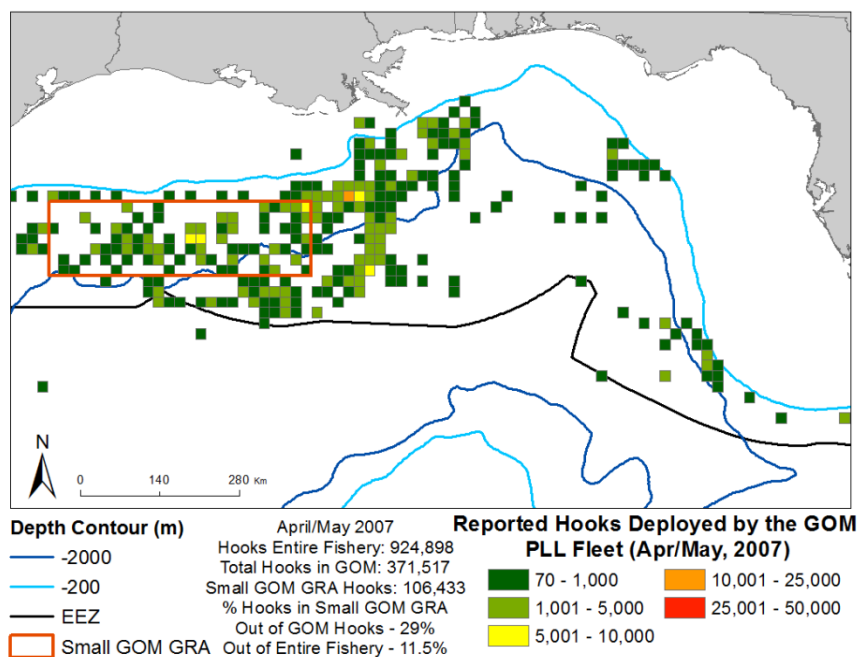 N
0 140 280 Km
Depth Contour (m)
-2000
-200
EEZ
Small GOM GRA
April/May 2007
Hooks Entire Fishery: 924,898
Total Hooks in GOM: 371,517
Small GOM GRA Hooks: 106,433
% Hooks in Small GOM GRA
Out of GOM Hooks - 29%
Out of Entire Fishery - 11.5%
Reported Hooks Deployed by the GOM
PLL Fleet (Apr/May, 2007)
70 - 1,000
1,001 - 5,000
5,001 - 10,000
10,001 - 25,000
25,001 - 50,000